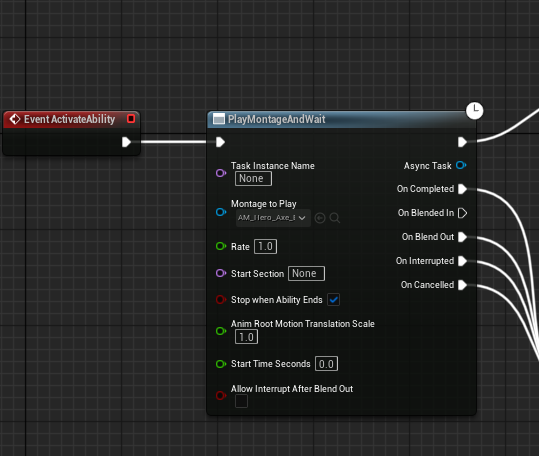 Event ActivateAbility
PlayMontageAndWait
Task Instance Name
None
Async Task
On Completed
Montage to Play
AM_Hero_Axe_
On Blended In
On Blend Out
Rate 1.0
On Interrupted
Start Section None
On Cancelled
Stop when Ability Ends
Anim Root Motion Translation Scale
1.0
Start Time Seconds 0.0
Allow Interrupt After Blend Out